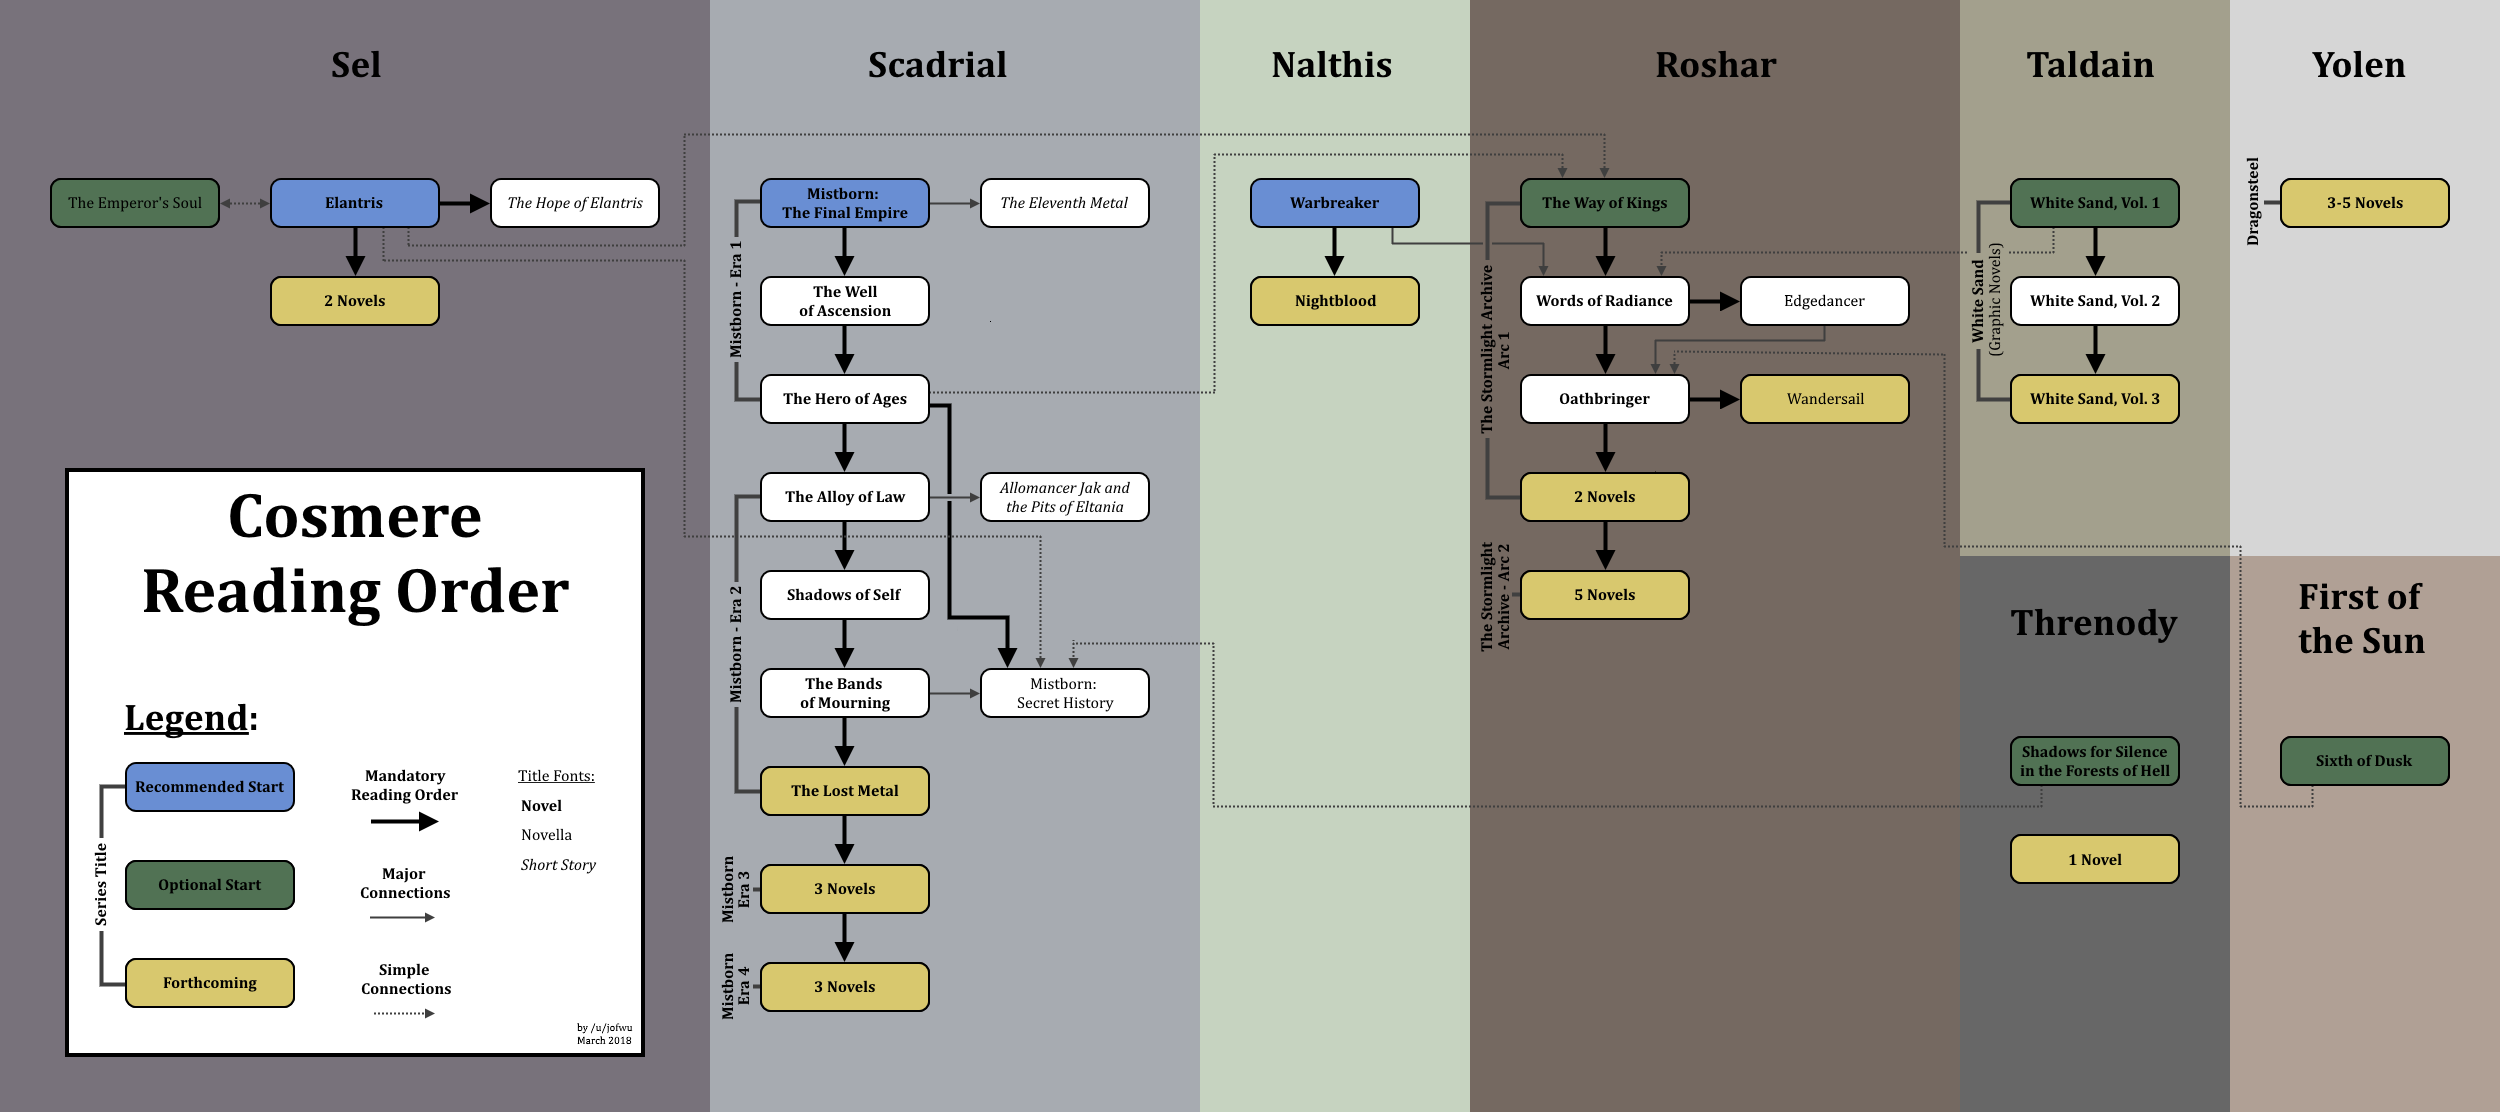 Sel
The Emperor's Soul
Elantris
The Hope of Elantris
2 Novels
Cosmere
Reading Order
Legend:
Series Title
Recommended Start
Optional Start
Forthcoming
Mandatory
Reading Order
Major
Connections
Simple
Connections
Title Fonts:
Novel
Novella
Short Story
by /u/jofwu
March 2018
Scadrial
Mistborn - Era 1
Mistborn:
The Final Empire
The Eleventh Metal
The Well
of Ascension
The Hero of Ages
Mistborn - Era 2
The Alloy of Law
Allomancer Jak and
the Pits of Eltania
Shadows of Self
The Bands
of Mourning
Mistborn:
Secret History
The Lost Metal
Mistborn
Era 3
3 Novels
Mistborn
Era 4
3 Novels
Nalthis
Warbreaker
Nightblood
Roshar
The Stormlight Archive
Arc 1
The Way of Kings
Words of Radiance
Edgedancer
Oathbringer
Wandersail
2 Novels
The Stormlight
Archive - Arc 2
5 Novels
Taldain
White Sand
(Graphic Novels)
White Sand, Vol. 1
White Sand, Vol. 2
White Sand, Vol. 3
Yolen
Dragonsteel
3-5 Novels
Threnody
Shadows for Silence
in the Forests of Hell
1 Novel
First of
the Sun
Sixth of Dusk